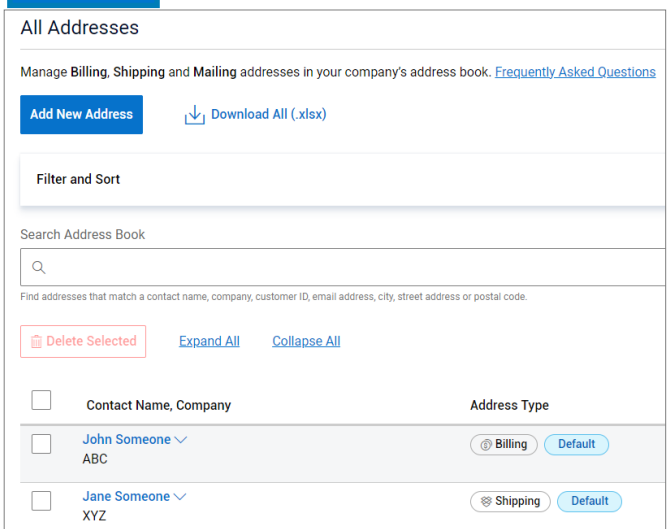 All Addresses
Manage Billing, Shipping and Mailing addresses in your company's address book. Frequently Asked Questions
Add New Address
Download All (.xlsx)
Filter and Sort
Search Address Book
Find addresses that match a contact name, company, customer ID, email address, city, street address or postal code.
Delete Selected
Expand All
Collapse All
Contact Name, Company
Address Type
John Someone
Billing
Default
ABC
Jane Someone
Shipping
Default
XYZ